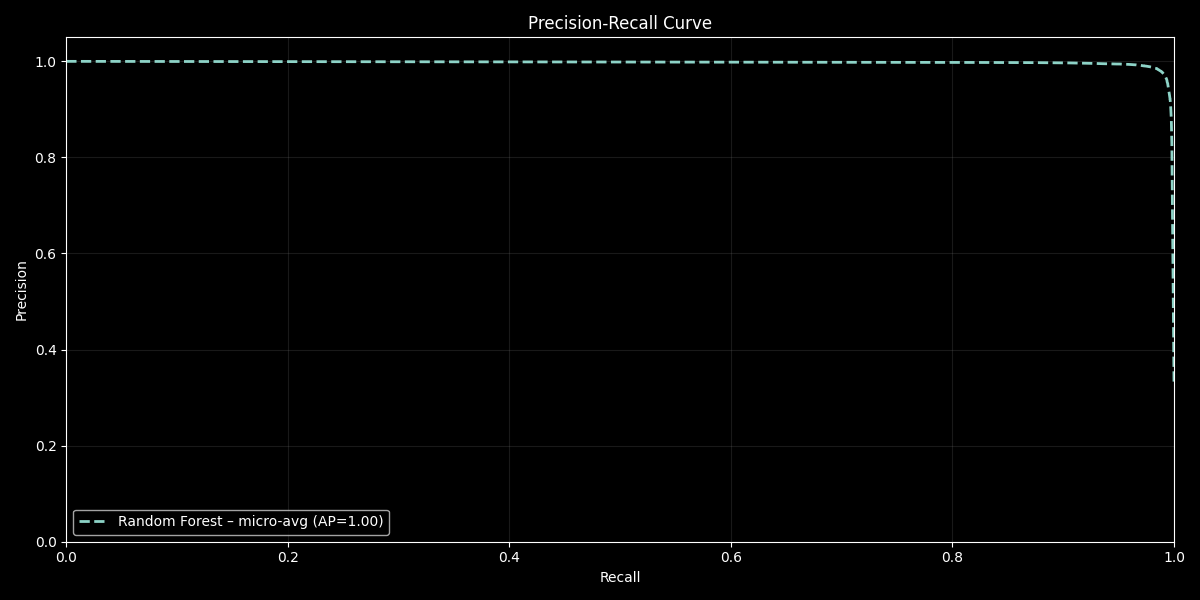 Precision-Recall Curve
1.0
0.8
0.6
0.4
0.2
0.0
Precision
Random Forest – micro-avg (AP=1.00)
0.0 0.2 0.4 0.6 0.8 1.0
Recall